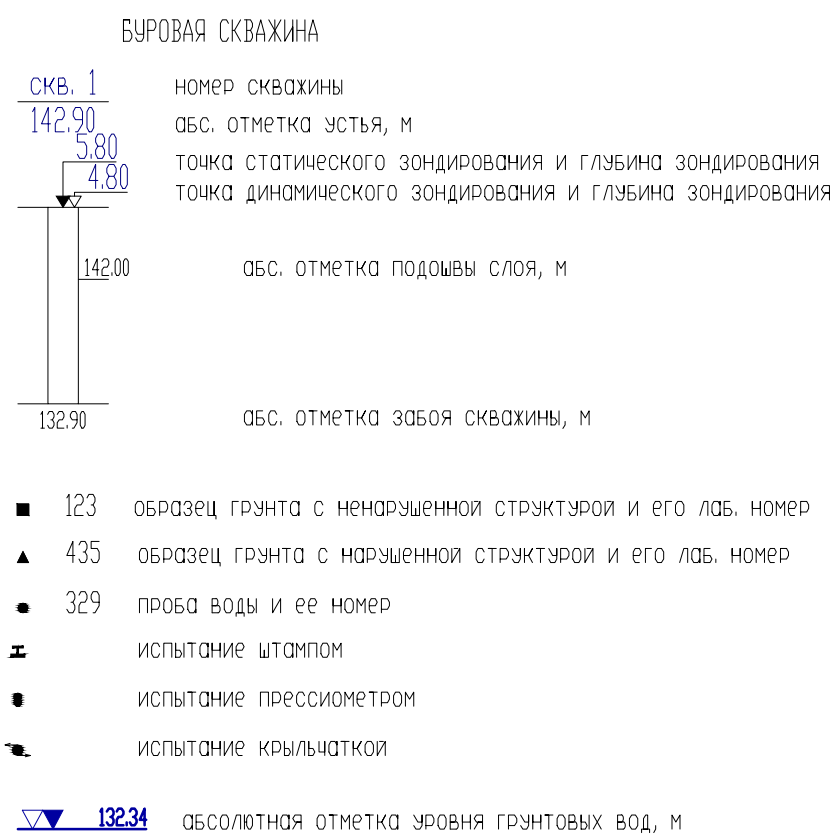 БУРОВАЯ СКВАЖИНА
скв. 1 номер скважины
142.90 абс. отметка устья, м
5.80 точка статического зондирования и глубина зондирования
4.80 точка динамического зондирования и глубина зондирования
142.00 абс. отметка подошвы слоя, м
132.90 абс. отметка забоя скважины, м
123 образец грунта с ненарушенной структурой и его лаб. номер
435 образец грунта с нарушенной структурой и его лаб. номер
329 проба воды и ее номер
испытание штампом
испытание прессиометром
испытание крыльчаткой
132.34 абсолютная отметка уровня грунтовых вод, м